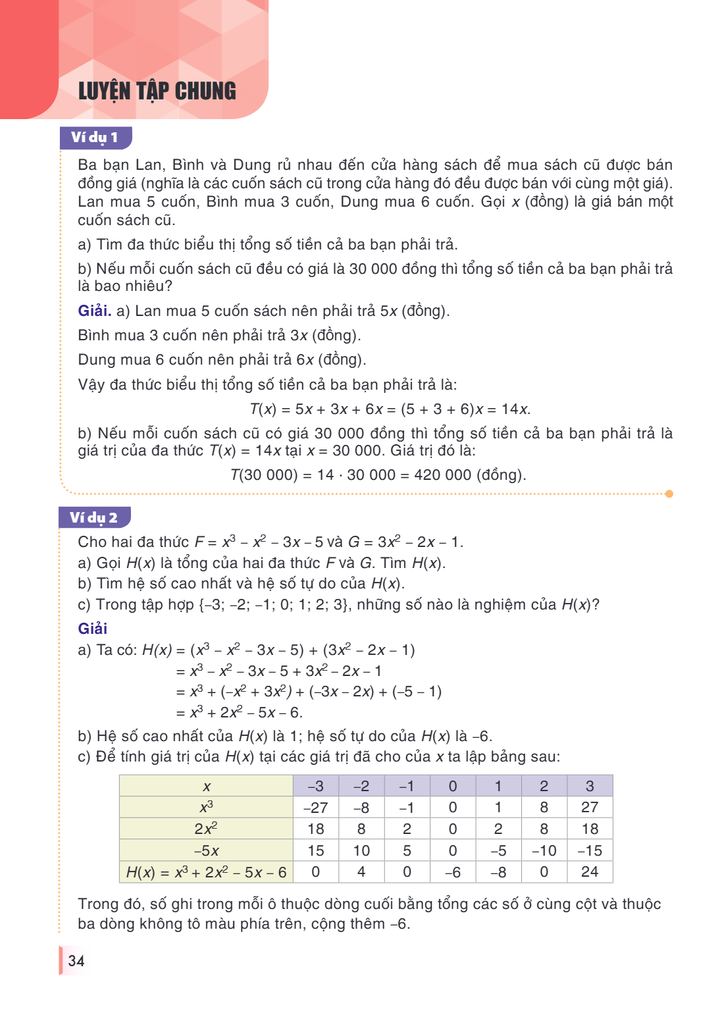 LUYỆN TẬP CHUNG
Ví dụ 1
Ba bạn Lan, Bình và Dung rủ nhau đến cửa hàng sách để mua sách cũ được bán
đồng giá (nghĩa là các cuốn sách cũ trong cửa hàng đó đều được bán với cùng một giá).
Lan mua 5 cuốn, Bình mua 3 cuốn, Dung mua 6 cuốn. Gọi x (đồng) là giá bán một
cuốn sách cũ.
a) Tìm đa thức biểu thị tổng số tiền cả ba bạn phải trả.
b) Nếu mỗi cuốn sách cũ đều có giá là 30 000 đồng thì tổng số tiền cả ba bạn phải trả
là bao nhiêu?
Giải. a) Lan mua 5 cuốn sách nên phải trả 5x (đồng).
Bình mua 3 cuốn nên phải trả 3x (đồng).
Dung mua 6 cuốn nên phải trả 6x (đồng).
Vậy đa thức biểu thị tổng số tiền cả ba bạn phải trả là:
T(x) = 5x + 3x + 6x = (5 + 3 + 6)x = 14x.
b) Nếu mỗi cuốn sách cũ có giá 30 000 đồng thì tổng số tiền cả ba bạn phải trả là
giá trị của đa thức T(x) = 14x tại x = 30 000. Giá trị đó là:
T(30 000) = 14 · 30 000 = 420 000 (đồng).
Ví dụ 2
Cho hai đa thức F = x³ – x² – 3x – 5 và G = 3x² – 2x – 1.
a) Gọi H(x) là tổng của hai đa thức F và G. Tìm H(x).
b) Tìm hệ số cao nhất và hệ số tự do của H(x).
c) Trong tập hợp {–3; –2; –1; 0; 1; 2; 3}, những số nào là nghiệm của H(x)?
Giải
a) Ta có: H(x) = (x³ – x² – 3x – 5) + (3x² – 2x – 1)
= x³ – x² – 3x – 5 + 3x² – 2x – 1
= x³ + (–x² + 3x²) + (–3x – 2x) + (–5 – 1)
= x³ + 2x² – 5x – 6.
b) Hệ số cao nhất của H(x) là 1; hệ số tự do của H(x) là –6.
c) Để tính giá trị của H(x) tại các giá trị đã cho của x ta lập bảng sau:
x –3 –2 –1 0 1 2 3
x³ –27 –8 –1 0 1 8 27
2x² 18 8 2 0 2 8 18
–5x 15 10 5 0 –5 –10 –15
H(x) = x³ + 2x² – 5x – 6 0 4 0 –6 –8 0 24
Trong đó, số ghi trong mỗi ô thuộc dòng cuối bằng tổng các số ở cùng cột và thuộc
ba dòng không tô màu phía trên, cộng thêm –6.
34